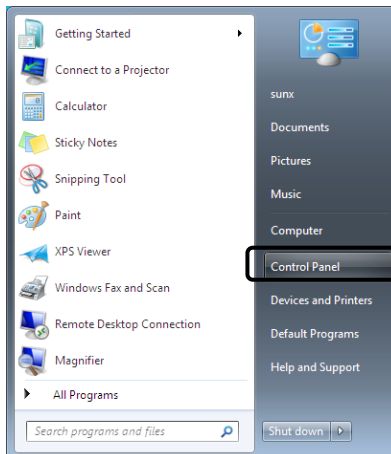 Getting Started
Connect to a Projector
Calculator
Sticky Notes
Snipping Tool
Paint
XPS Viewer
Windows Fax and Scan
Remote Desktop Connection
Magnifier
All Programs
Search programs and files
sunx
Documents
Pictures
Music
Computer
Control Panel
Devices and Printers
Default Programs
Help and Support
Shut down